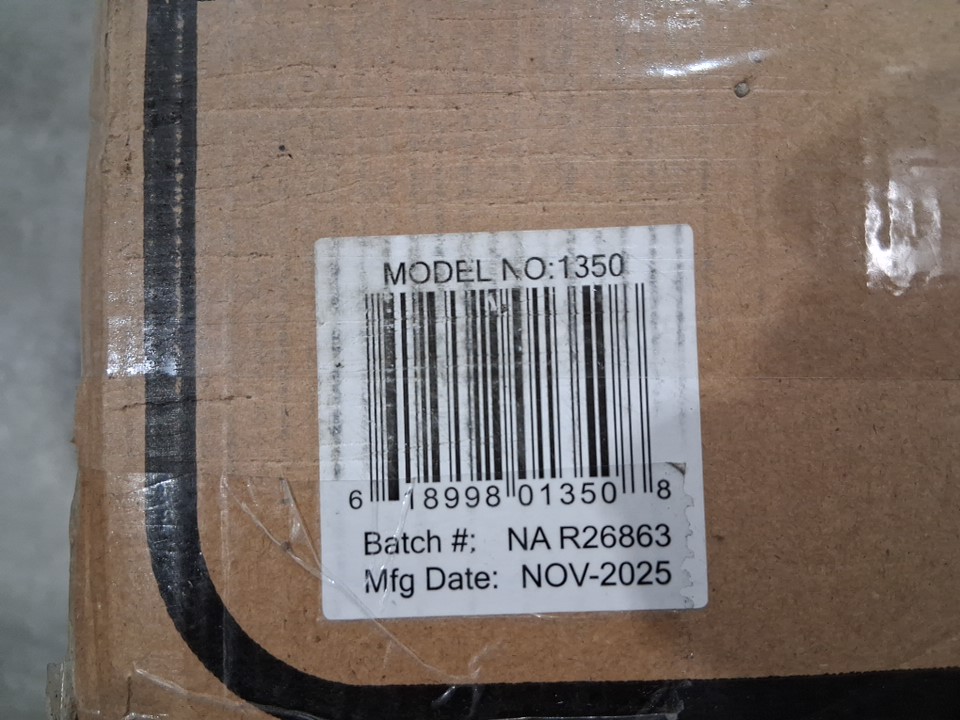 MODEL NO:1350
6 18998 01350 8
Batch #: NA R26863
Mfg Date: NOV-2025